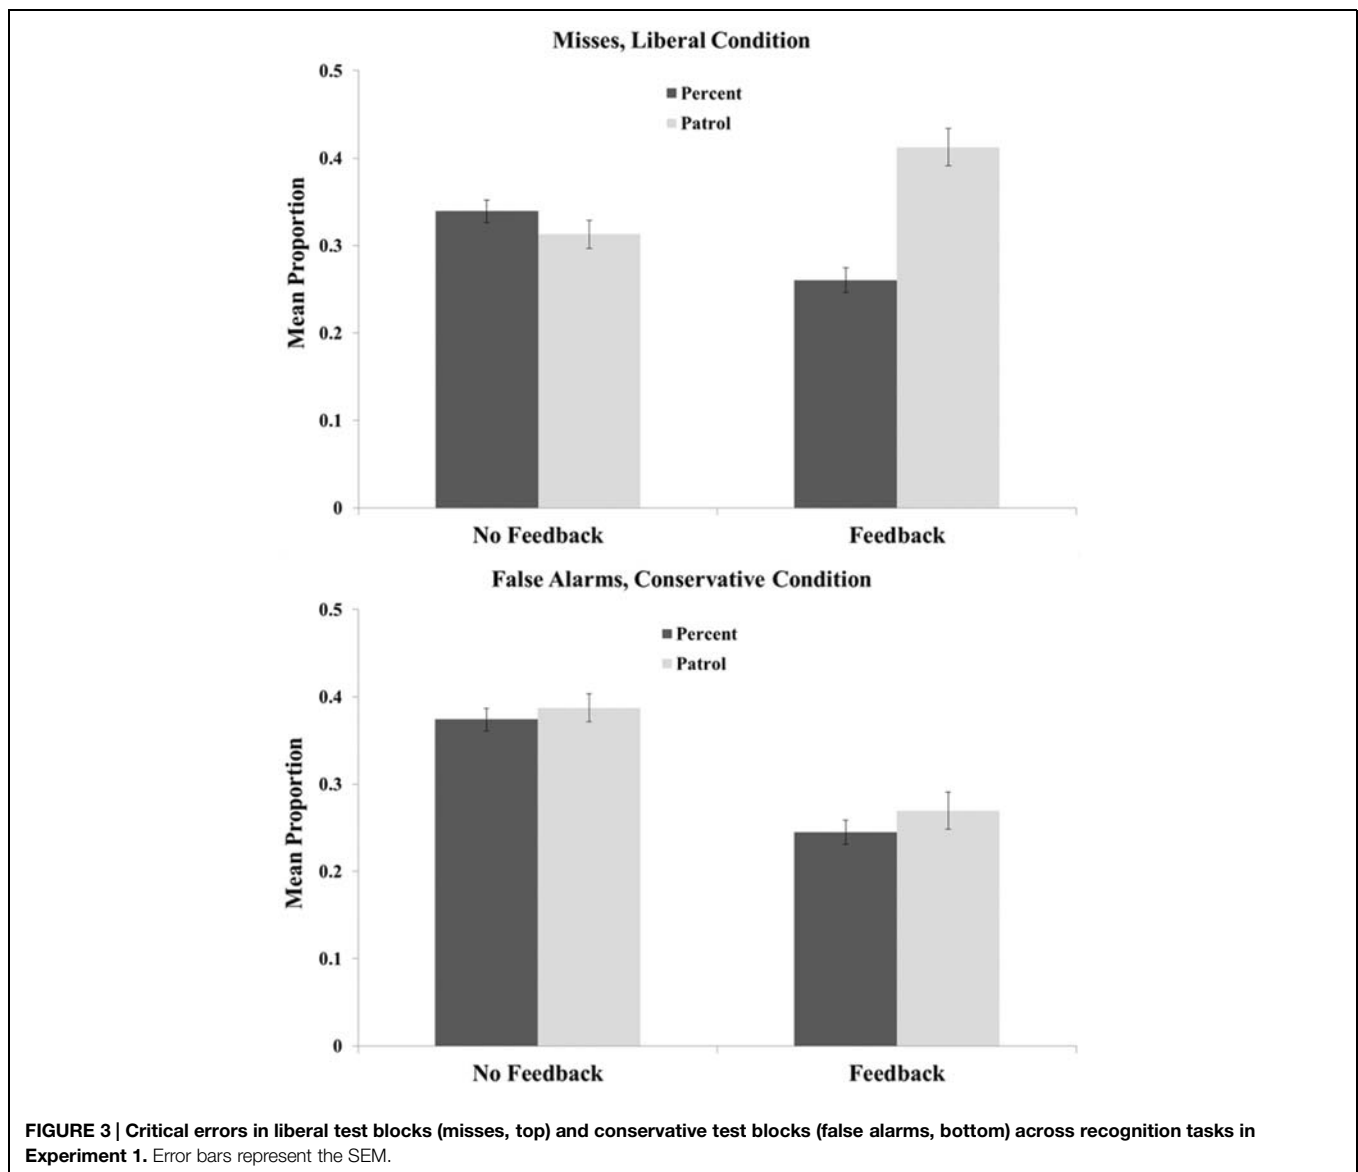 Misses, Liberal Condition
0.5
Percent
Patrol
0.4
0.3
0.2
0.1
0
Mean Proportion
No Feedback
Feedback
False Alarms, Conservative Condition
0.5
Percent
Patrol
0.4
0.3
0.2
0.1
0
Mean Proportion
No Feedback
Feedback
FIGURE 3 | Critical errors in liberal test blocks (misses, top) and conservative test blocks (false alarms, bottom) across recognition tasks in
Experiment 1. Error bars represent the SEM.